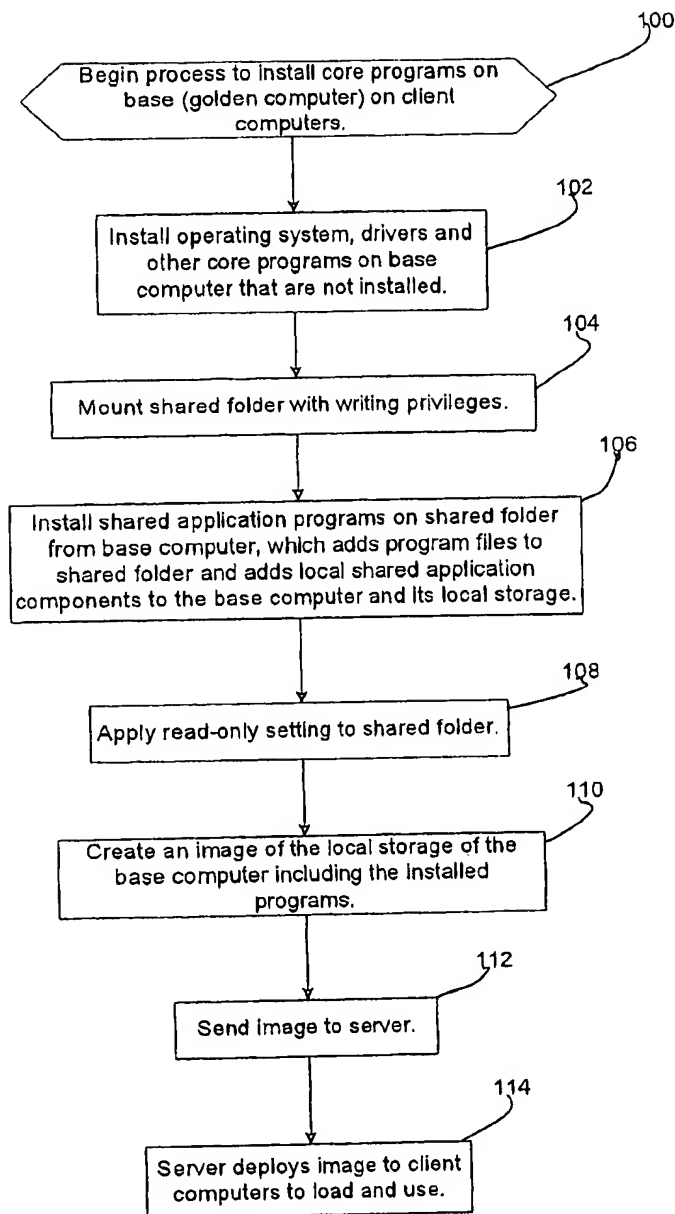 100
Begin process to install core programs on
base (golden computer) on client
computers.
102
Install operating system, drivers and
other core programs on base
computer that are not installed.
104
Mount shared folder with writing privileges.
106
Install shared application programs on shared folder
from base computer, which adds program files to
shared folder and adds local shared application
components to the base computer and its local storage.
108
Apply read-only setting to shared folder.
110
Create an image of the local storage of the
base computer including the installed
programs.
112
Send image to server.
114
Server deploys image to client
computers to load and use.